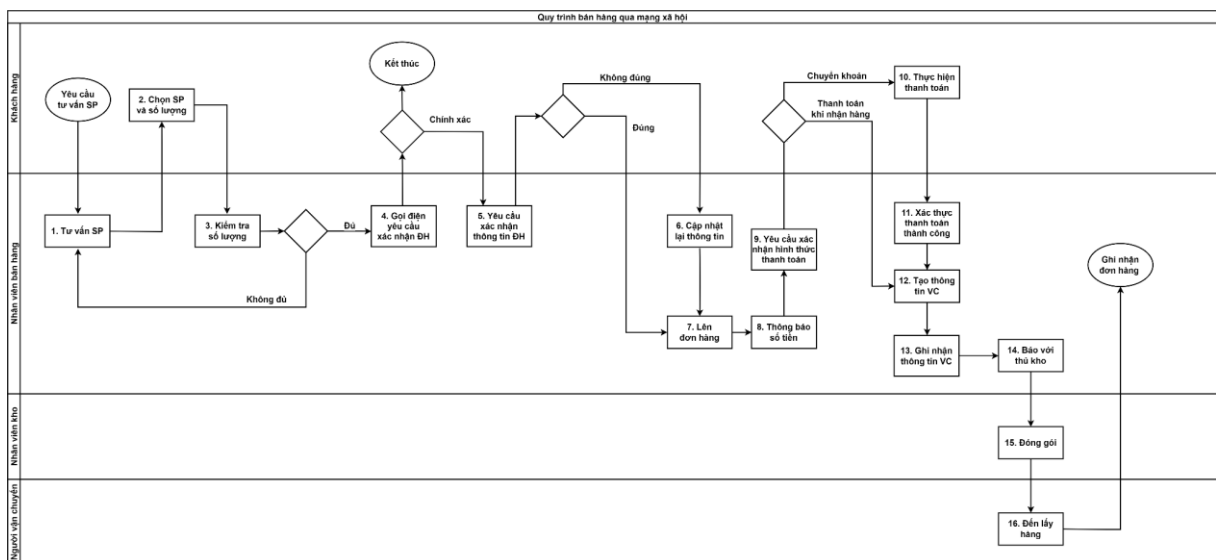 Quy trình bán hàng qua mạng xã hội
Khách hàng
Yêu cầu
tư vấn SP
2. Chọn SP
và số lượng
Kết thúc
Chính xác
Không đúng
Đúng
Chuyển khoản
Thanh toán
khi nhận hàng
10. Thực hiện
thanh toán
Nhân viên bán hàng
1. Tư vấn SP
3. Kiểm tra
số lượng
Đủ
Không đủ
4. Gọi điện
yêu cầu
xác nhận ĐH
5. Yêu cầu
xác nhận
thông tin ĐH
6. Cập nhật
lại thông tin
7. Lên
đơn hàng
8. Thông báo
số tiền
9. Yêu cầu xác
nhận hình thức
thanh toán
11. Xác thực
thanh toán
thành công
12. Tạo thông
tin VC
13. Ghi nhận
thông tin VC
14. Báo với
thủ kho
Ghi nhận
đơn hàng
Nhân viên kho
15. Đóng gói
Người vận chuyển
16. Đến lấy
hàng